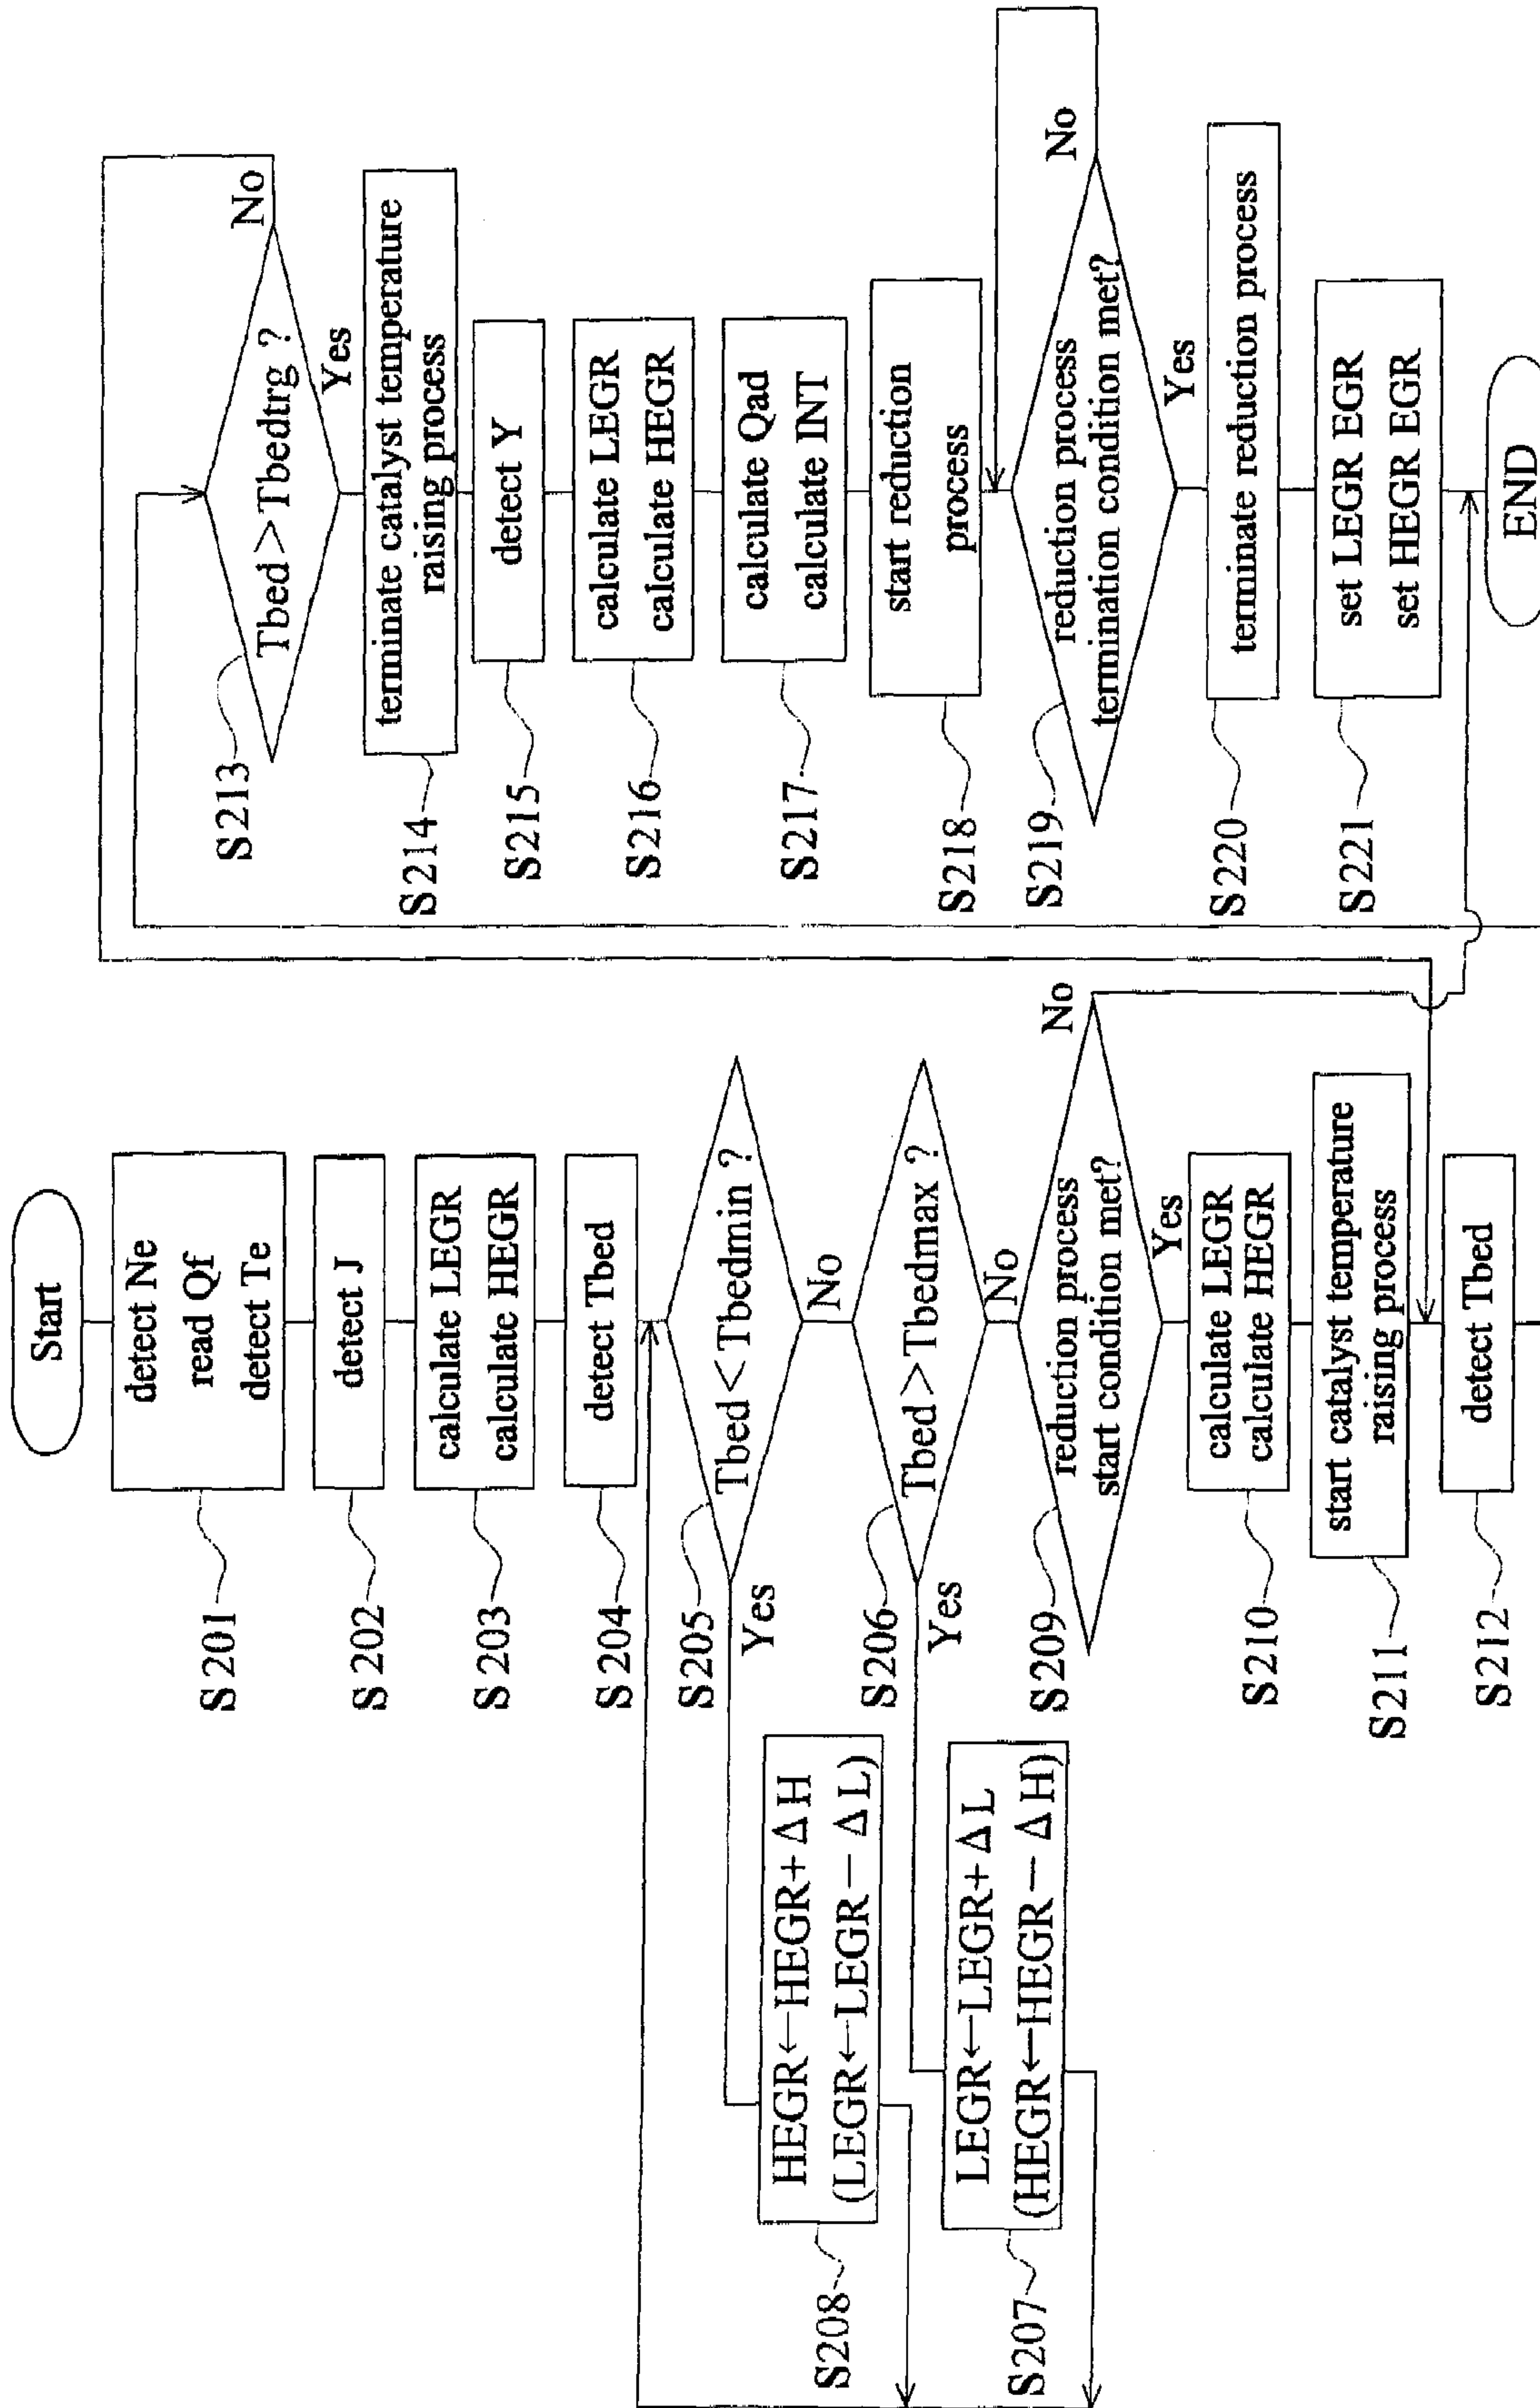 Start
detect Ne
read Qf
detect Te
S201
detect J
S202
calculate LEGR
calculate HEGR
S203
detect Tbed
S204
Tbed < Tbedmin ?
S205
Yes
No
HEGR←HEGR+ΔH
(LEGR←LEGR−ΔL)
S208
Tbed > Tbedmax ?
S206
Yes
No
LEGR←LEGR+ΔL
(HEGR←HEGR−ΔH)
S207
reduction process
start condition met?
S209
No
Yes
calculate LEGR
calculate HEGR
S210
start catalyst temperature
raising process
S211
detect Tbed
S212
Tbed > Tbedtrg ?
S213
No
Yes
terminate catalyst temperature
raising process
S214
detect Y
S215
calculate LEGR
calculate HEGR
S216
calculate Qad
calculate INT
S217
start reduction
process
S218
reduction process
termination condition met?
S219
No
Yes
terminate reduction process
S220
set LEGR EGR
set HEGR EGR
S221
END